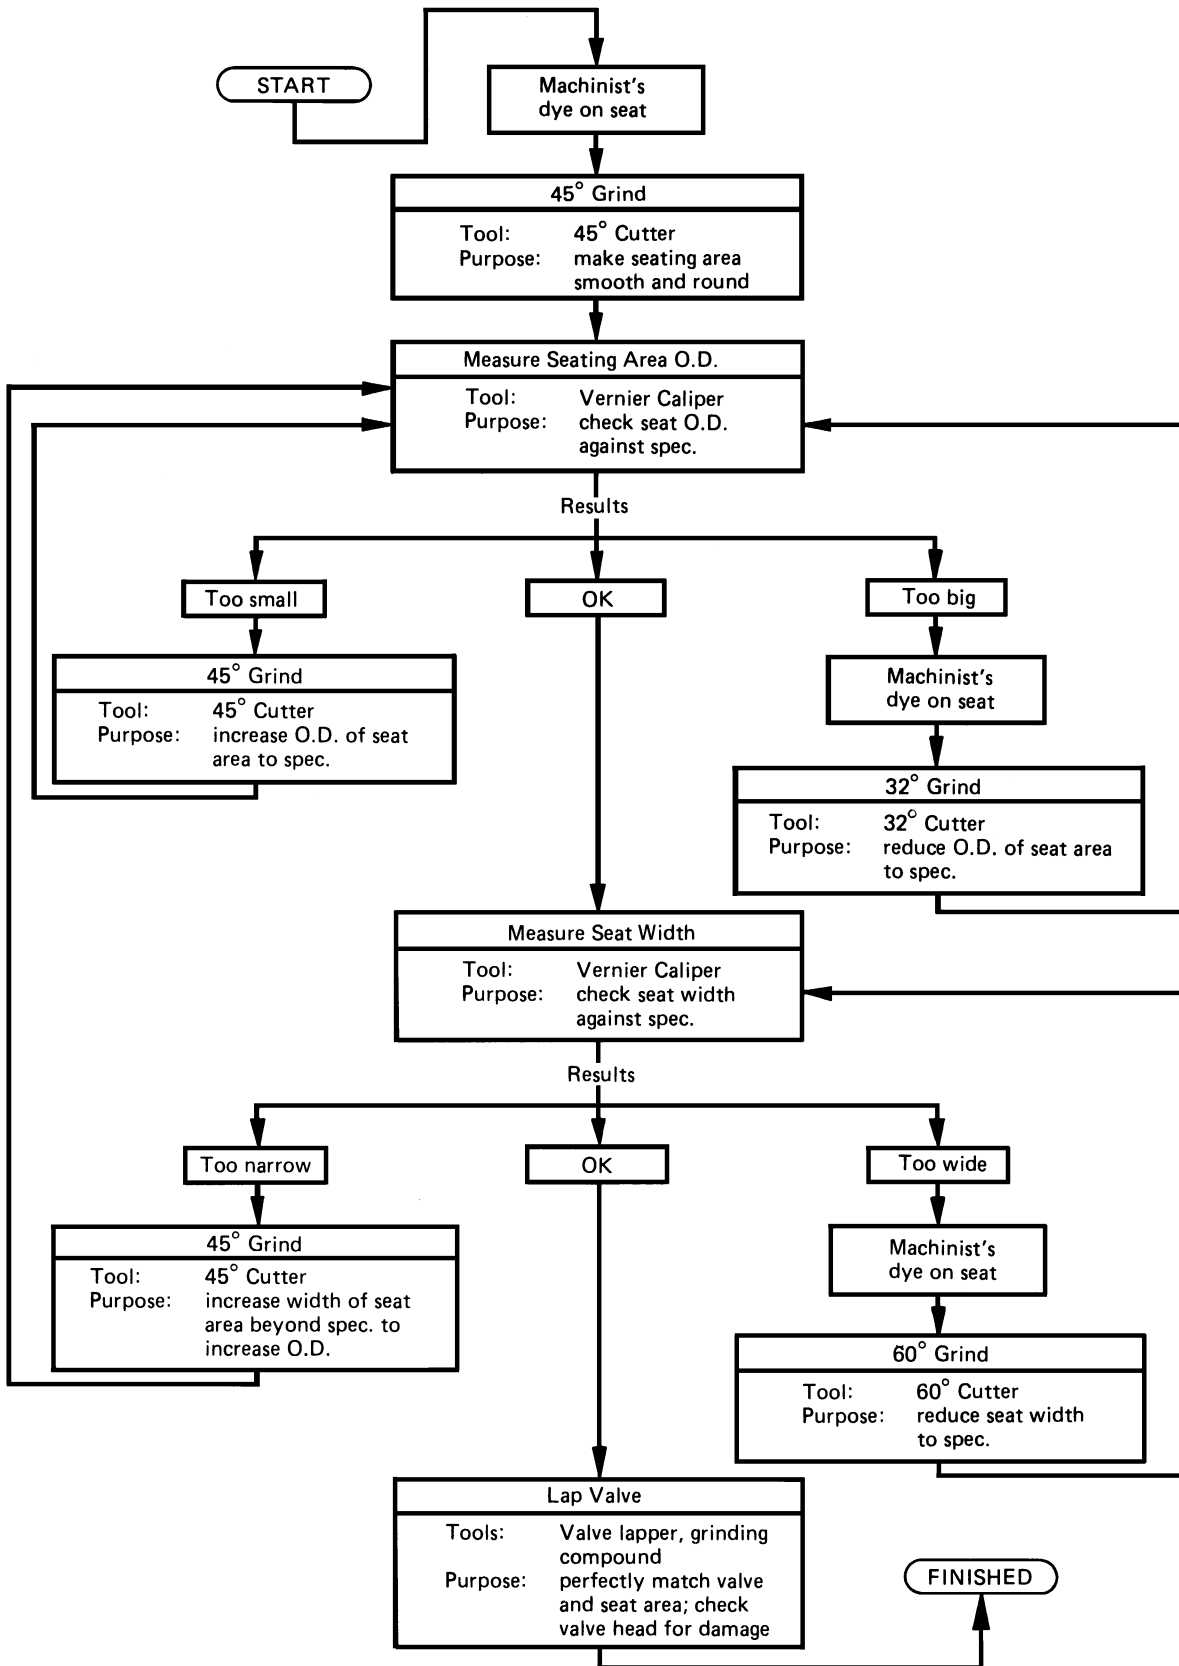 START
Machinist's
dye on seat
45° Grind
Tool: 45° Cutter
Purpose: make seating area
smooth and round
Measure Seating Area O.D.
Tool: Vernier Caliper
Purpose: check seat O.D.
against spec.
Results
Too small
OK
Too big
45° Grind
Tool: 45° Cutter
Purpose: increase O.D. of seat
area to spec.
Machinist's
dye on seat
32° Grind
Tool: 32° Cutter
Purpose: reduce O.D. of seat area
to spec.
Measure Seat Width
Tool: Vernier Caliper
Purpose: check seat width
against spec.
Results
Too narrow
OK
Too wide
45° Grind
Tool: 45° Cutter
Purpose: increase width of seat
area beyond spec. to
increase O.D.
Machinist's
dye on seat
60° Grind
Tool: 60° Cutter
Purpose: reduce seat width
to spec.
Lap Valve
Tools: Valve lapper, grinding
compound
Purpose: perfectly match valve
and seat area; check
valve head for damage
FINISHED